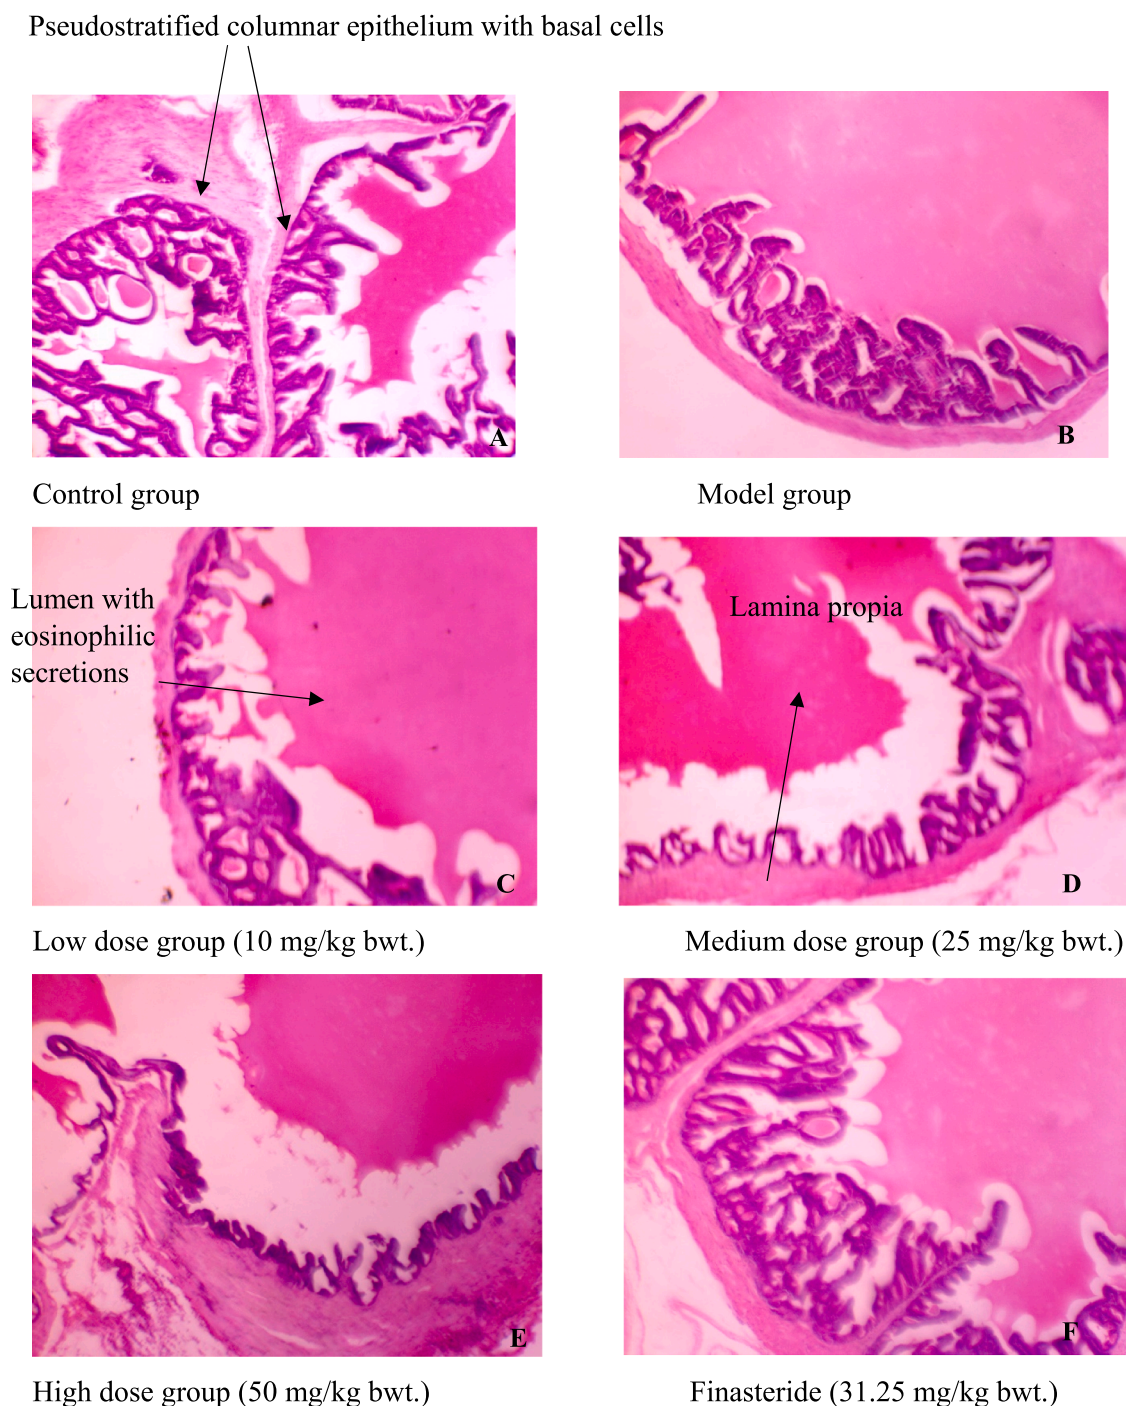 Pseudostratified columnar epithelium with basal cells
A
B
Control group
Model group
Lumen with
eosinophilic
secretions
C
Lamina propia
D
Low dose group (10 mg/kg bwt.)
Medium dose group (25 mg/kg bwt.)
E
F
High dose group (50 mg/kg bwt.)
Finasteride (31.25 mg/kg bwt.)